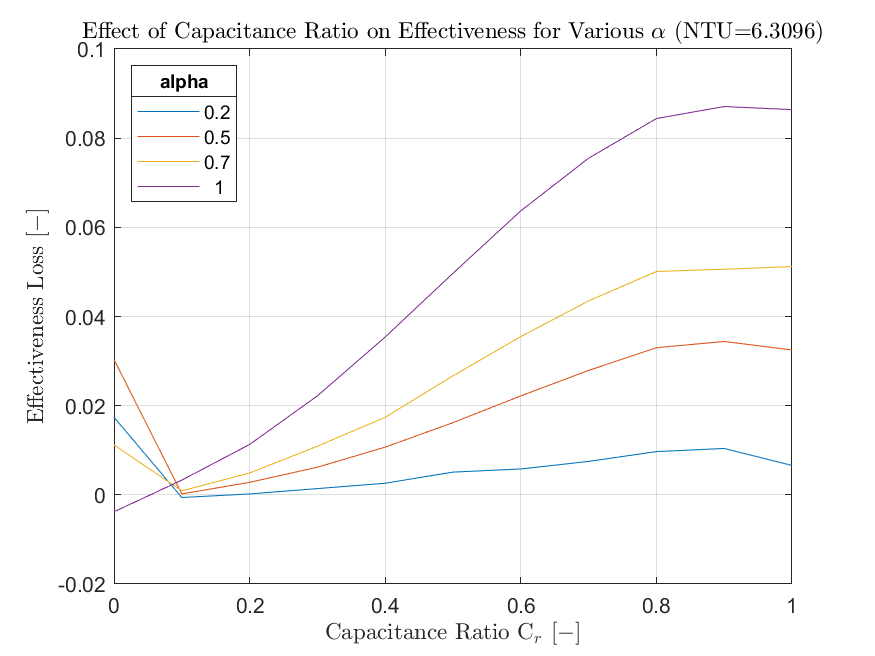 Effect of Capacitance Ratio on Effectiveness for Various α (NTU=6.3096)
0.1
0.08
0.06
0.04
0.02
0
-0.02
Effectiveness Loss [−]
alpha
0.2
0.5
0.7
1
0 0.2 0.4 0.6 0.8 1
Capacitance Ratio Cᵣ [−]